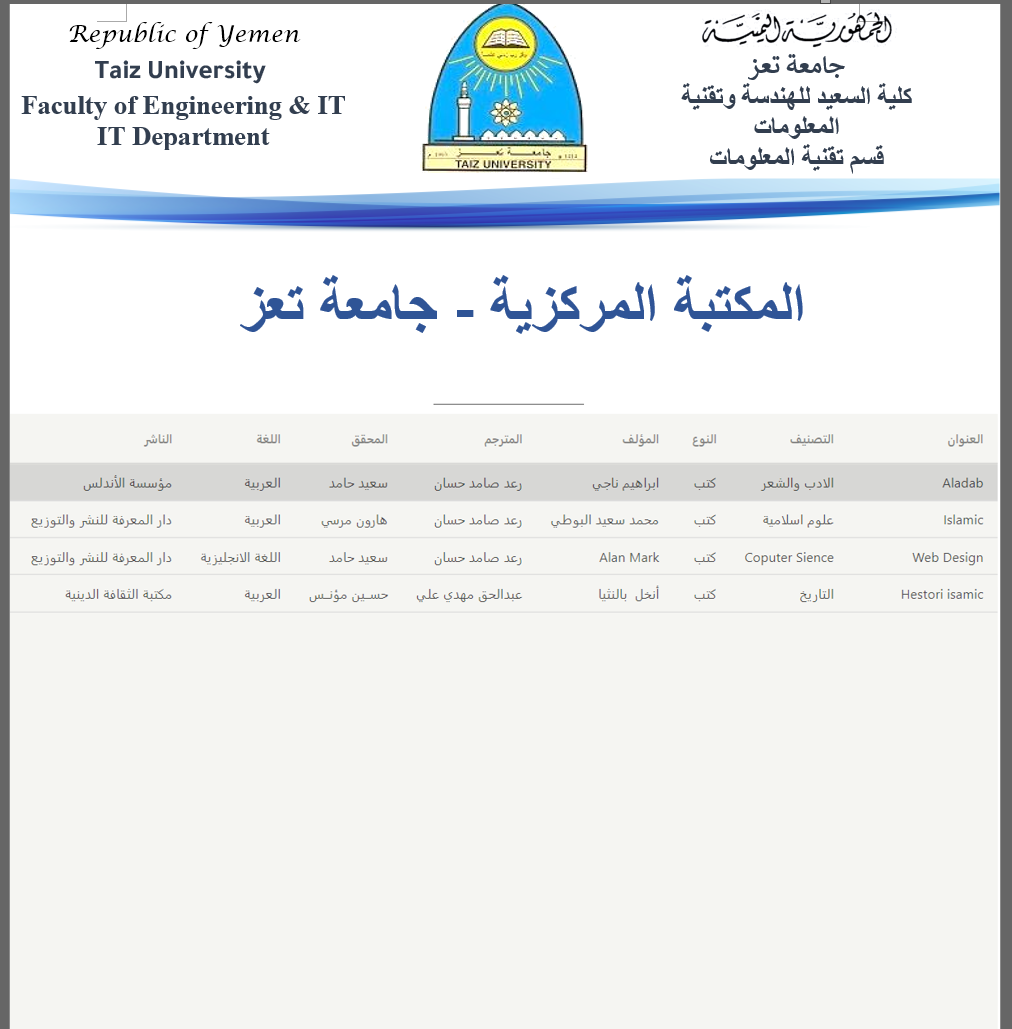 Republic of Yemen
Taiz University
Faculty of Engineering & IT
IT Department
الجمهورية اليمنية
جامعة تعز
كلية السعيد للهندسة وتقنية
المعلومات
قسم تقنية المعلومات
جامعة تعز
TAIZ UNIVERSITY
المكتبة المركزية - جامعة تعز
العنوان التصنيف النوع المؤلف المترجم المحقق اللغة الناشر
Aladab الادب والشعر كتب ابراهيم ناجي رعد صامد حسان سعيد حامد العربية مؤسسة الأندلس
Islamic علوم اسلامية كتب محمد سعيد البوطي رعد صامد حسان هارون مرسي العربية دار المعرفة للنشر والتوزيع
Web Design Coputer Sience كتب Alan Mark رعد صامد حسان سعيد حامد اللغة الانجليزية دار المعرفة للنشر والتوزيع
Hestori isamic التاريخ كتب أنخل بالنثيا عبدالحق مهدي علي حسـين مؤنـس العربية مكتبة الثقافة الدينية